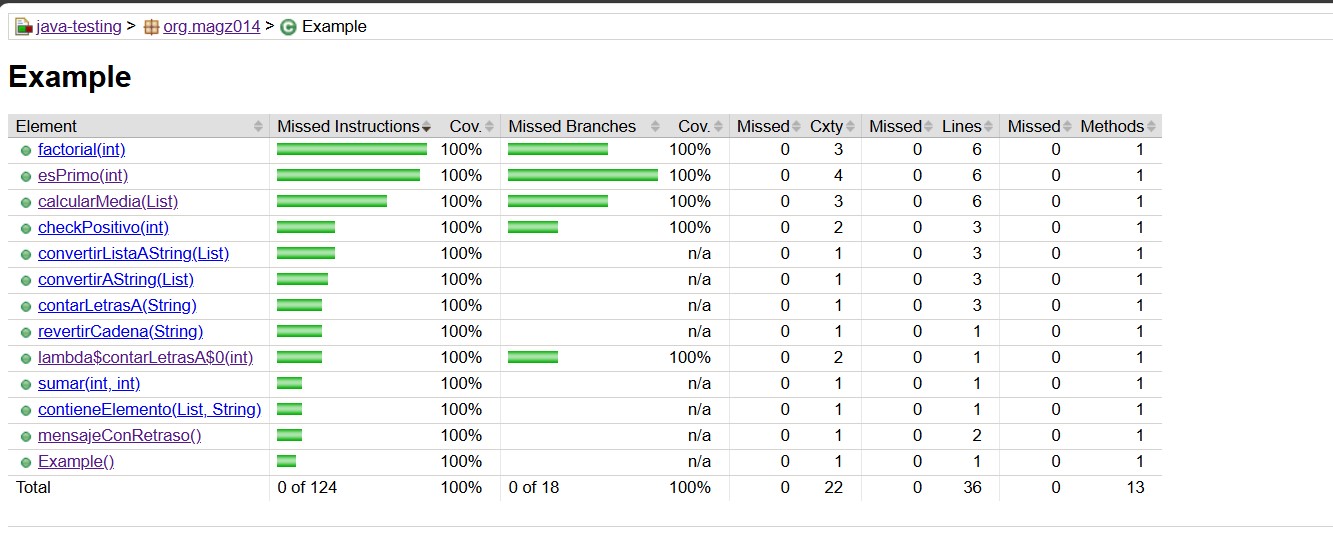 java-testing > org.magz014 > Example
Example
Element Missed Instructions Cov. Missed Branches Cov. Missed Cxty Missed Lines Missed Methods
factorial(int) 100% 100% 0 3 0 6 0 1
esPrimo(int) 100% 100% 0 4 0 6 0 1
calcularMedia(List) 100% 100% 0 3 0 6 0 1
checkPositivo(int) 100% 100% 0 2 0 3 0 1
convertirListaAString(List) 100% n/a 0 1 0 3 0 1
convertirAString(List) 100% n/a 0 1 0 3 0 1
contarLetrasA(String) 100% n/a 0 1 0 3 0 1
revertirCadena(String) 100% n/a 0 1 0 1 0 1
lambda$contarLetrasA$0(int) 100% 100% 0 2 0 1 0 1
sumar(int, int) 100% n/a 0 1 0 1 0 1
contieneElemento(List, String) 100% n/a 0 1 0 1 0 1
mensajeConRetraso() 100% n/a 0 1 0 2 0 1
Example() 100% n/a 0 1 0 1 0 1
Total 0 of 124 100% 0 of 18 100% 0 22 0 36 0 13